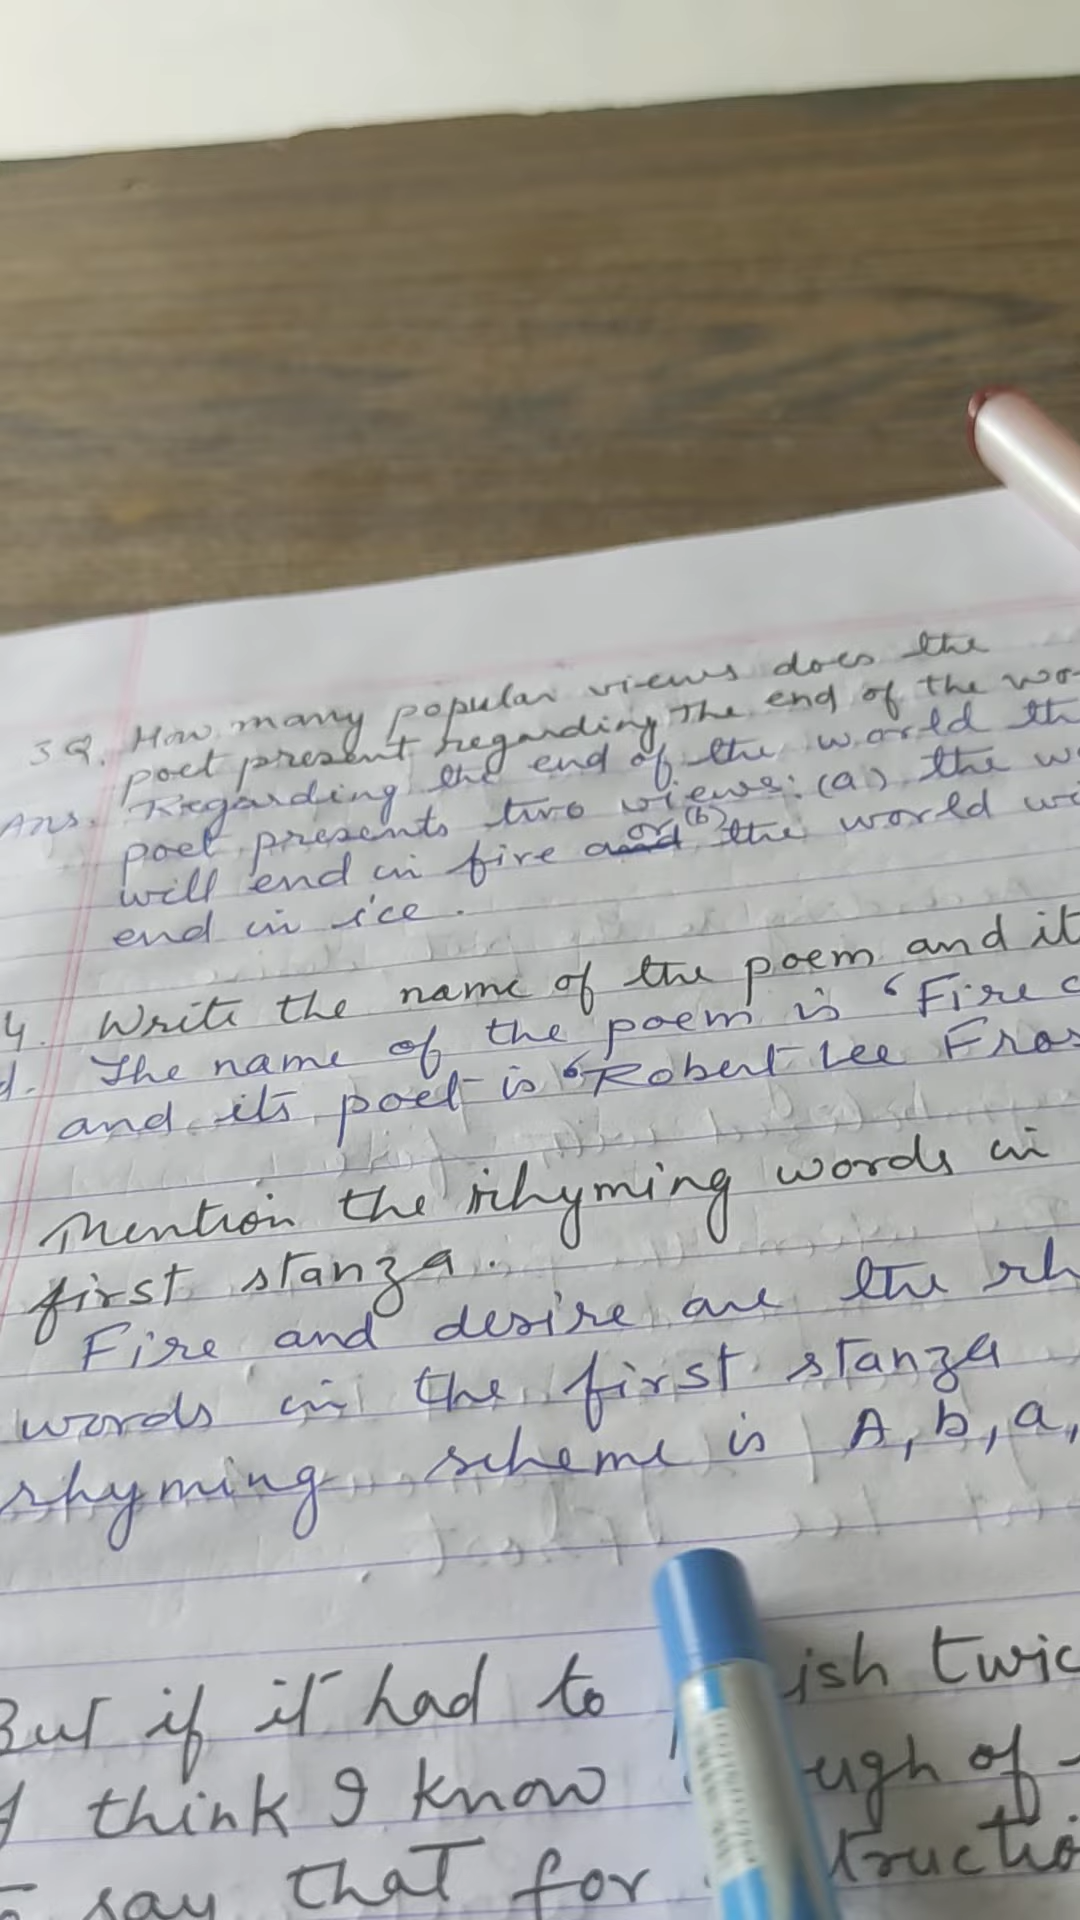 3Q. How many popular views does the
poet present regarding The end of the wo
Ans. Regarding the end of the world th
poet presents two views: (a) the w
will end in fire or (b) the world wi
end in ice.
4. Write the name of the poem and it
d. The name of the poem is 'Fire
and its poet is 'Robert Lee Fros
Mention the rhyming words in
first stanza.
Fire and desire are the rh
words in the first stanza
rhyming scheme is A, b, a,
But if it had to ish twic
I think I know ugh of
say that for tructio